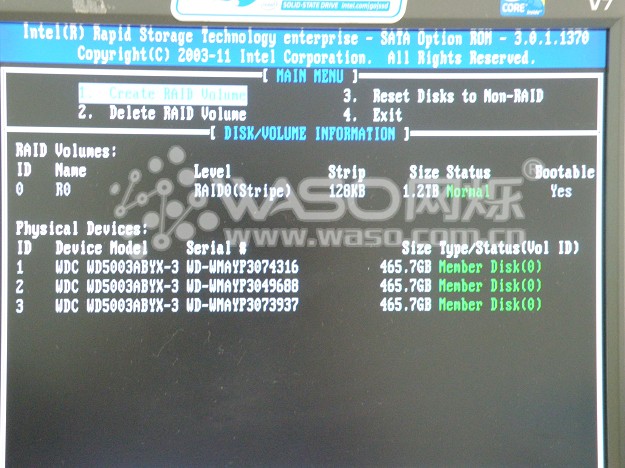 SOLID-STATE DRIVE intel.com/go/ssd
CORE
V7
Intel(R) Rapid Storage Technology enterprise - SATA Option ROM - 3.0.1.1370
Copyright(C) 2003-11 Intel Corporation. All Rights Reserved.
[ MAIN MENU ]
1. Create RAID Volume 3. Reset Disks to Non-RAID
2. Delete RAID Volume 4. Exit
[ DISK/VOLUME INFORMATION ]
RAID Volumes:
ID Name Level Strip Size Status Bootable
0 R0 RAID0(Stripe) 128KB 1.2TB Normal Yes
WASO网烁®
www.waso.com.cn
Physical Devices:
ID Device Model Serial # Size Type/Status(Vol ID)
1 WDC WD5003ABYX-3 WD-WMAYP3074316 465.7GB Member Disk(0)
2 WDC WD5003ABYX-3 WD-WMAYP3049688 465.7GB Member Disk(0)
3 WDC WD5003ABYX-3 WD-WMAYP3073937 465.7GB Member Disk(0)